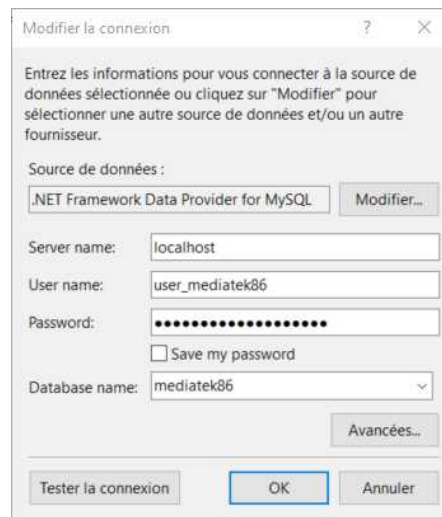 Modifier la connexion ? ×
Entrez les informations pour vous connecter à la source de
données sélectionnée ou cliquez sur "Modifier" pour
sélectionner une autre source de données et/ou un autre
fournisseur.
Source de données :
.NET Framework Data Provider for MySQL Modifier...
Server name: localhost
User name: user_mediatek86
Password: ●●●●●●●●●●●●●●●●●●●
Save my password
Database name: mediatek86
Avancées...
Tester la connexion OK Annuler